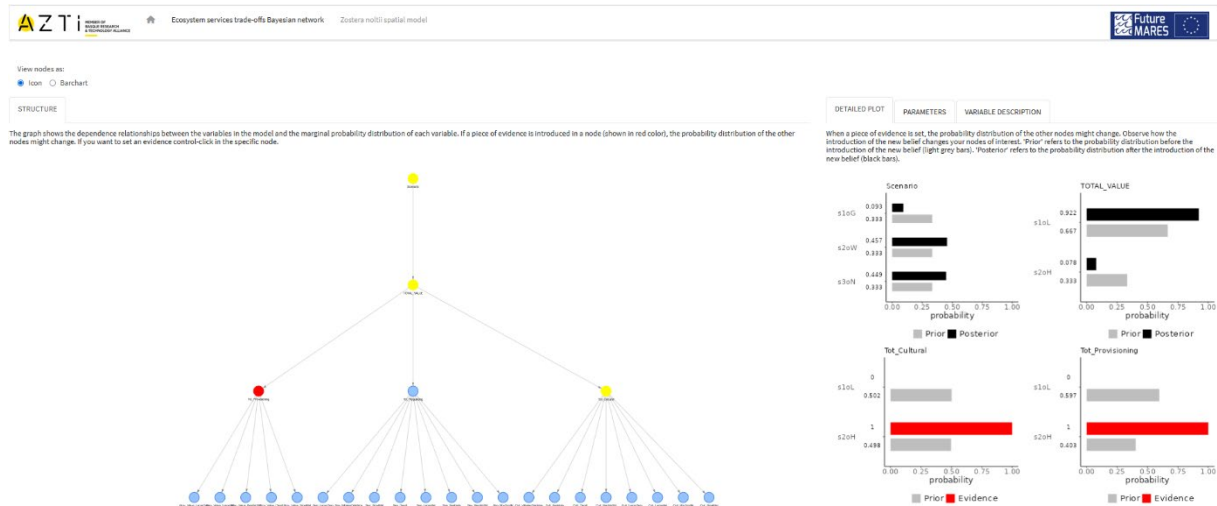 AZTi
MEMBER OF
BASQUE RESEARCH
& TECHNOLOGY ALLIANCE
Ecosystem services trade-offs Bayesian network
Zostera noltii spatial model
Future
MARES
View nodes as:
Icon
Barchart
STRUCTURE
The graph shows the dependence relationships between the variables in the model and the marginal probability distribution of each variable. If a piece of evidence is introduced in a node (shown in red color), the probability distribution of the other
nodes might change. If you want to set an evidence control-click in the specific node.
Scenario
TOTAL_VALUE
DETAILED PLOT
PARAMETERS
VARIABLE DESCRIPTION
When a piece of evidence is set, the probability distribution of the other nodes might change. Observe how the
introduction of the new belief changes your nodes of interest. 'Prior' refers to the probability distribution before the
introduction of the new belief (light grey bars). 'Posterior' refers to the probability distribution after the introduction of the
new belief (black bars).
Scenario
s1oG
0.093
0.333
s2oW
0.457
0.333
s3oN
0.449
0.333
0.00 0.25 0.50 0.75 1.00
probability
Prior Posterior
TOTAL_VALUE
s1oL
0.922
0.667
s2oH
0.078
0.333
0.00 0.25 0.50 0.75 1.00
probability
Prior Posterior
Tot_Cultural
s1oL
0
0.502
s2oH
1
0.498
0.00 0.25 0.50 0.75 1.00
probability
Prior Evidence
Tot_Provisioning
s1oL
0
0.597
s2oH
1
0.403
0.00 0.25 0.50 0.75 1.00
probability
Prior Evidence